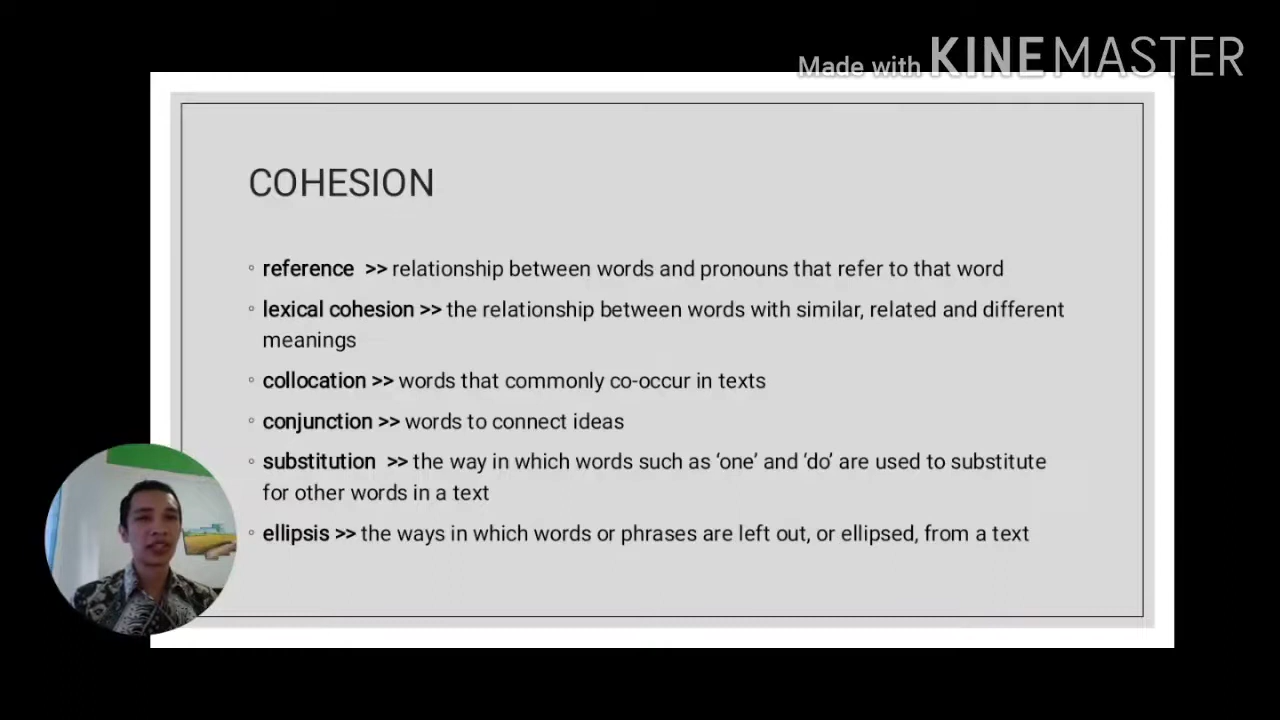 Made with KINEMASTER
COHESION
◦ reference >> relationship between words and pronouns that refer to that word
◦ lexical cohesion >> the relationship between words with similar, related and different
meanings
◦ collocation >> words that commonly co-occur in texts
◦ conjunction >> words to connect ideas
◦ substitution >> the way in which words such as ‘one’ and ‘do’ are used to substitute
for other words in a text
◦ ellipsis >> the ways in which words or phrases are left out, or ellipsed, from a text